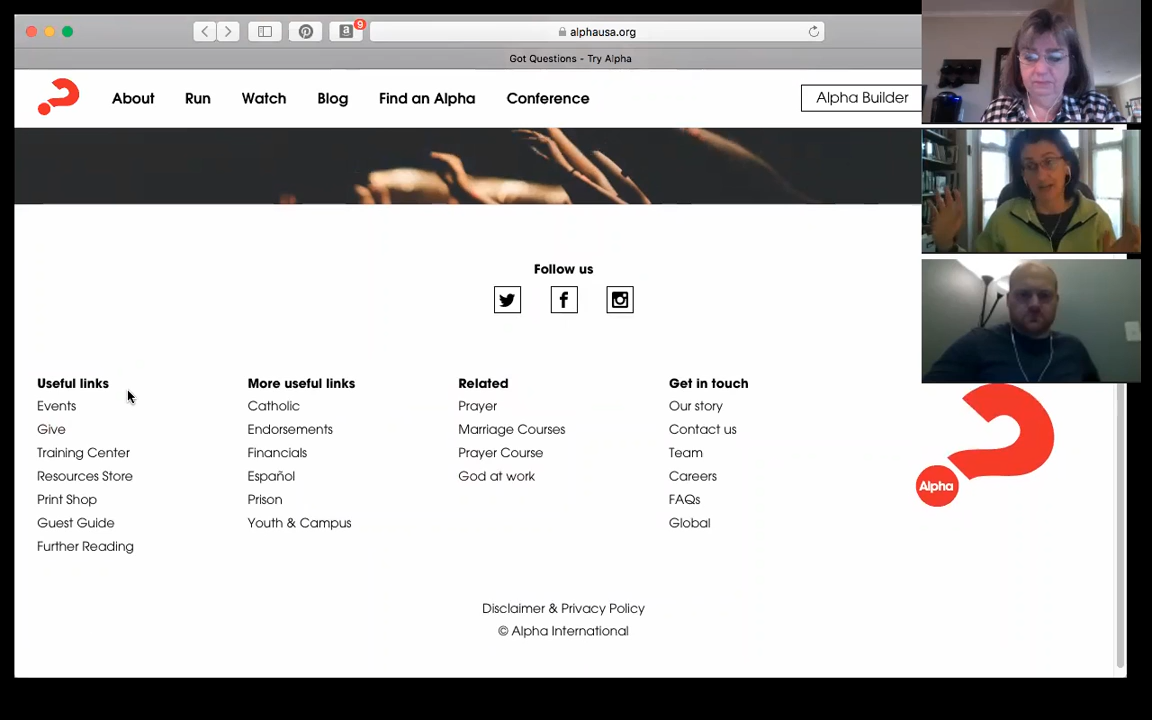 9
alphausa.org
Got Questions - Try Alpha
About Run Watch Blog Find an Alpha Conference Alpha Builder
Follow us
Useful links
Events
Give
Training Center
Resources Store
Print Shop
Guest Guide
Further Reading
More useful links
Catholic
Endorsements
Financials
Español
Prison
Youth & Campus
Related
Prayer
Marriage Courses
Prayer Course
God at work
Get in touch
Our story
Contact us
Team
Careers
FAQs
Global
Alpha
Disclaimer & Privacy Policy
© Alpha International